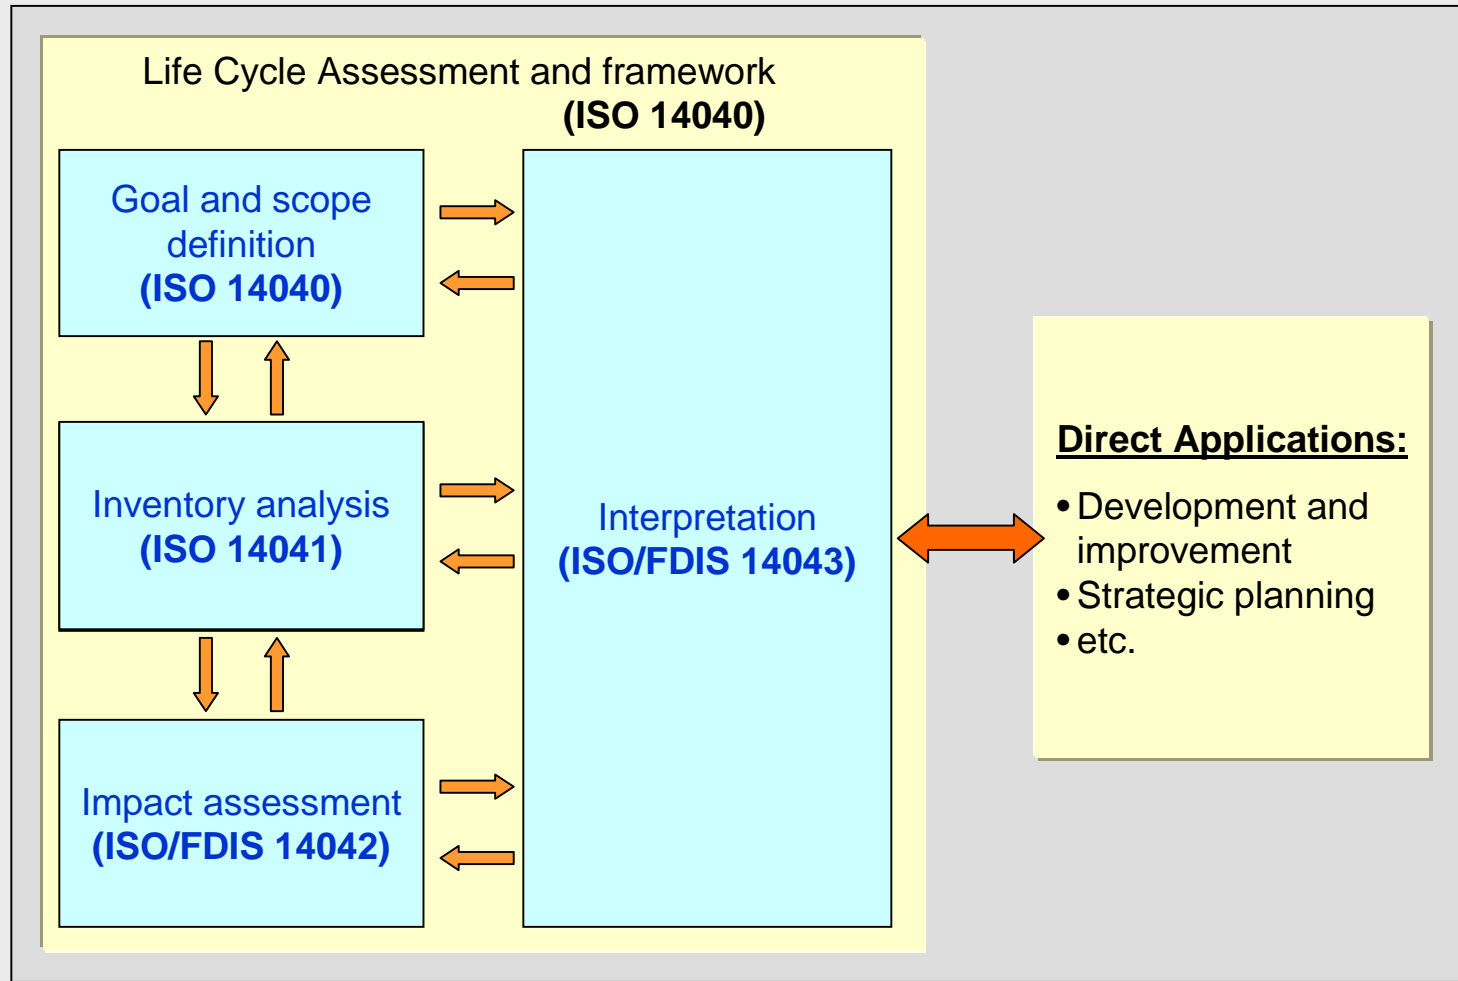 Life Cycle Assessment and framework
(ISO 14040)
Goal and scope
definition
(ISO 14040)
Inventory analysis
(ISO 14041)
Impact assessment
(ISO/FDIS 14042)
Interpretation
(ISO/FDIS 14043)
Direct Applications:
• Development and
improvement
• Strategic planning
• etc.